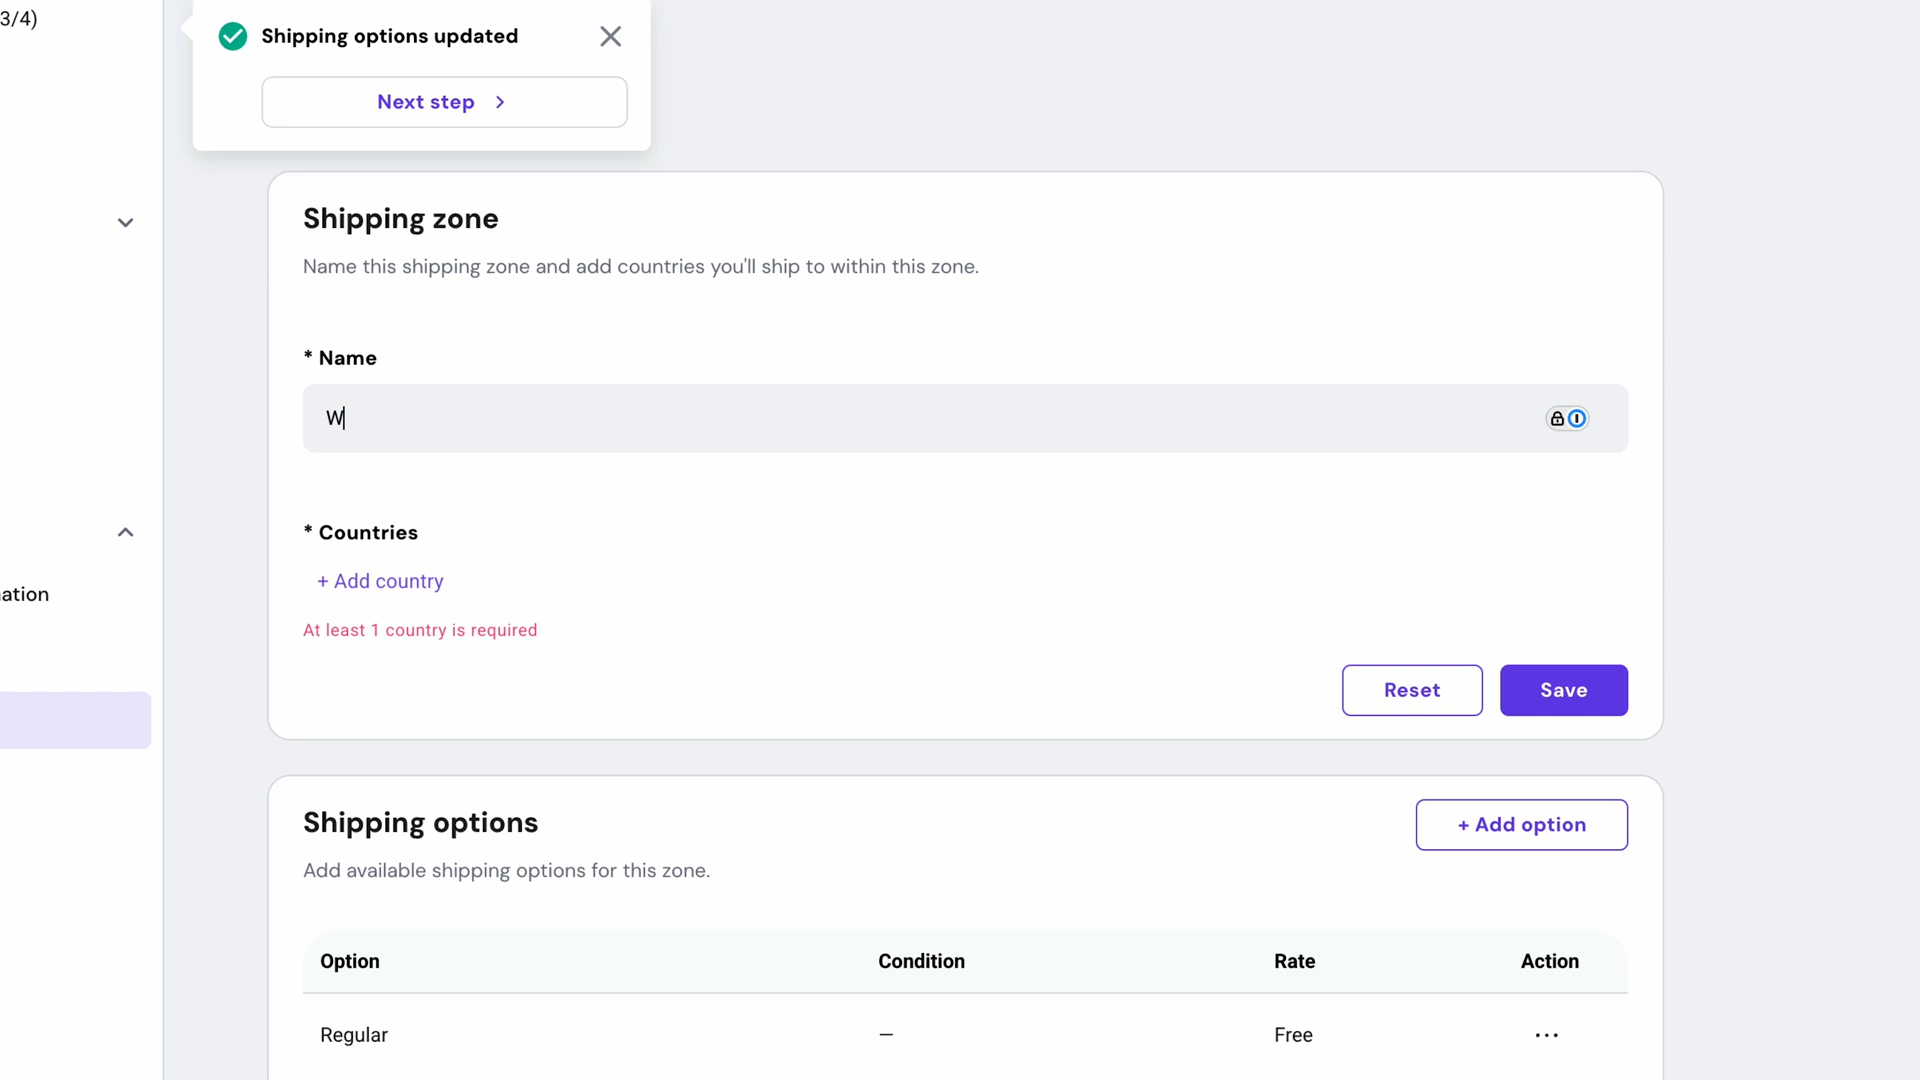 3/4)
Shipping options updated
Next step
Shipping zone
Name this shipping zone and add countries you'll ship to within this zone.
* Name
W
* Countries
+ Add country
At least 1 country is required
ation
Reset
Save
Shipping options
+ Add option
Add available shipping options for this zone.
Option Condition Rate Action
Regular — Free ...